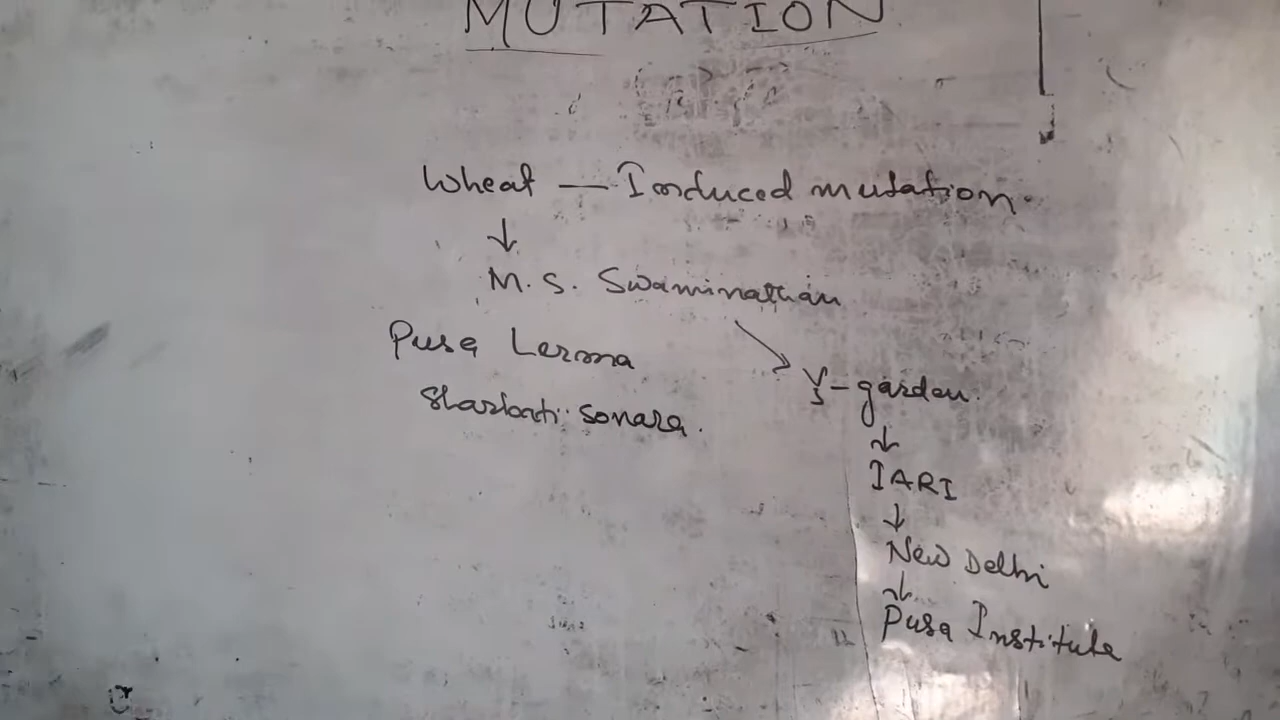 MUTATION
Wheat — Induced mutation.
↓
M. S. Swaminathan
Pusa Lerma
Sharbati sonara.
γ - garden.
↓
IARI
↓
New Delhi
↓
Pusa Institute